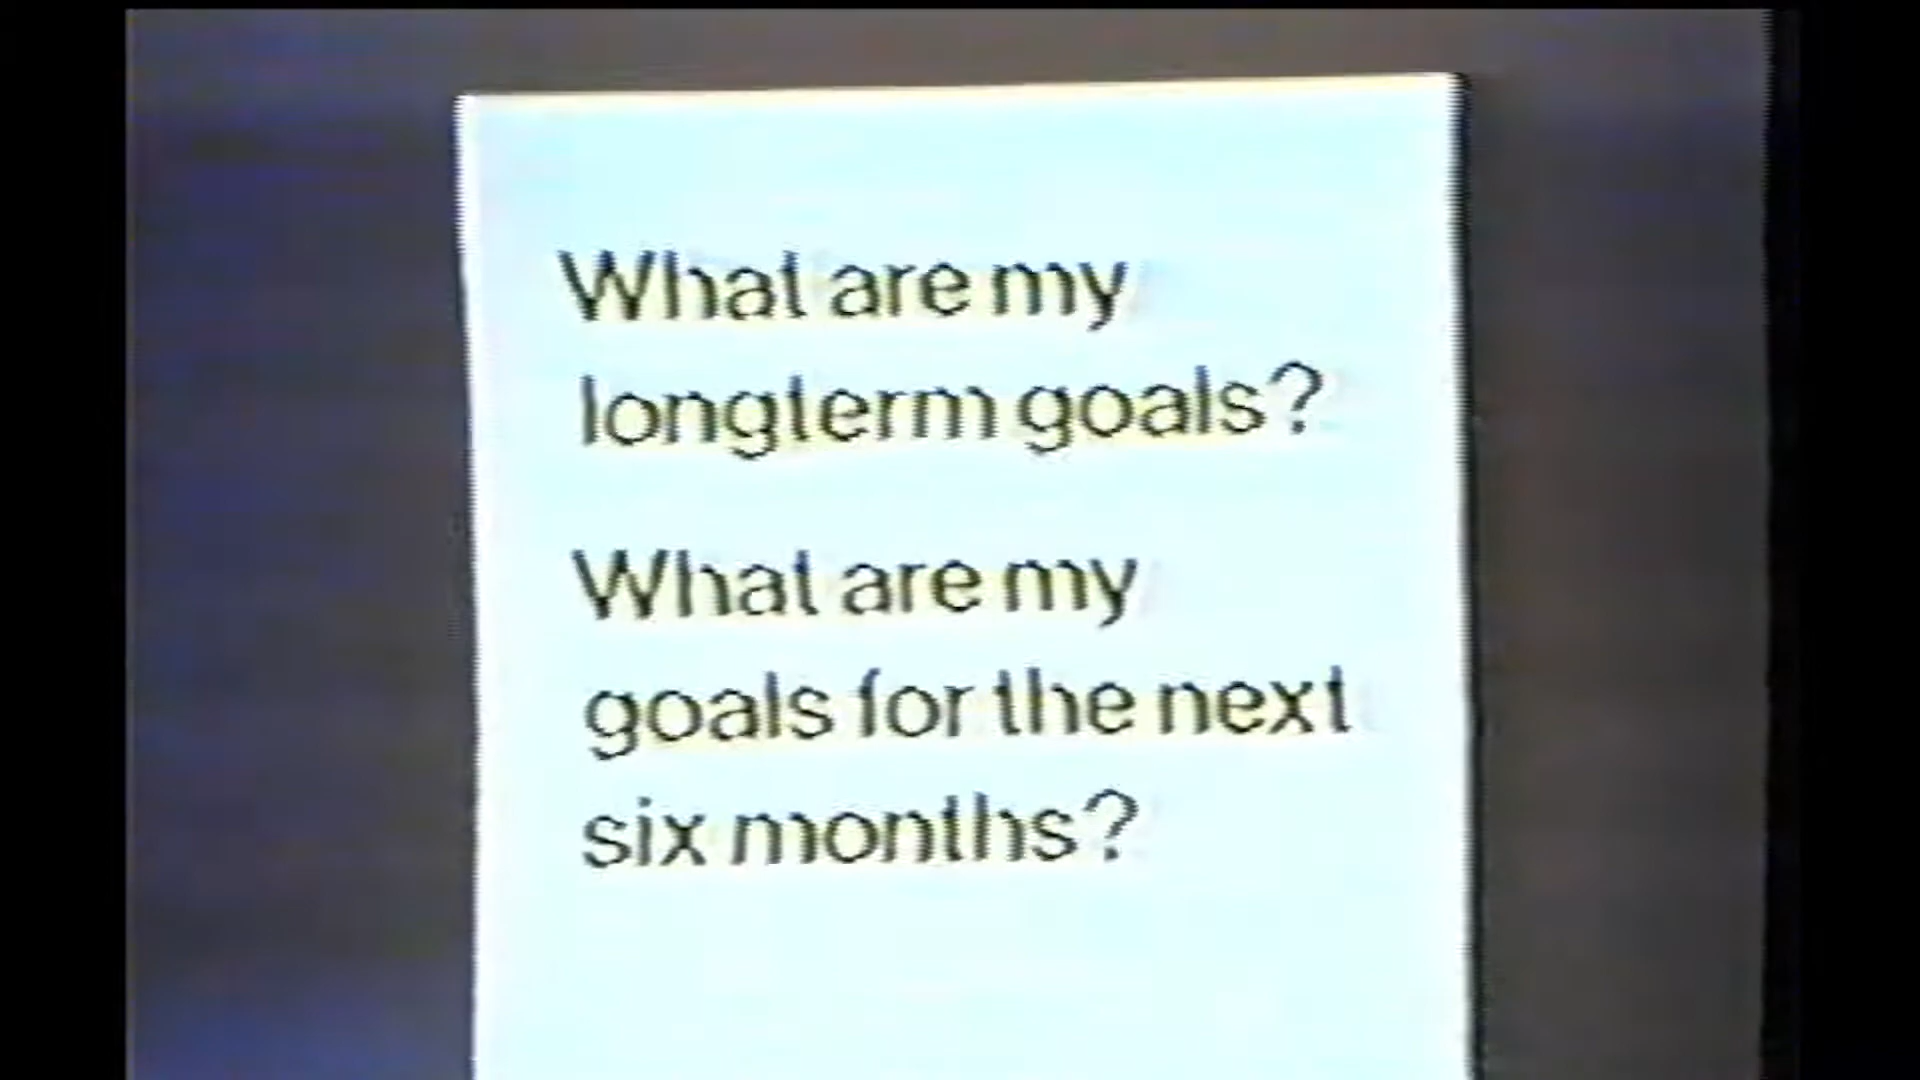 What are my
longterm goals?
What are my
goals for the next
six months?